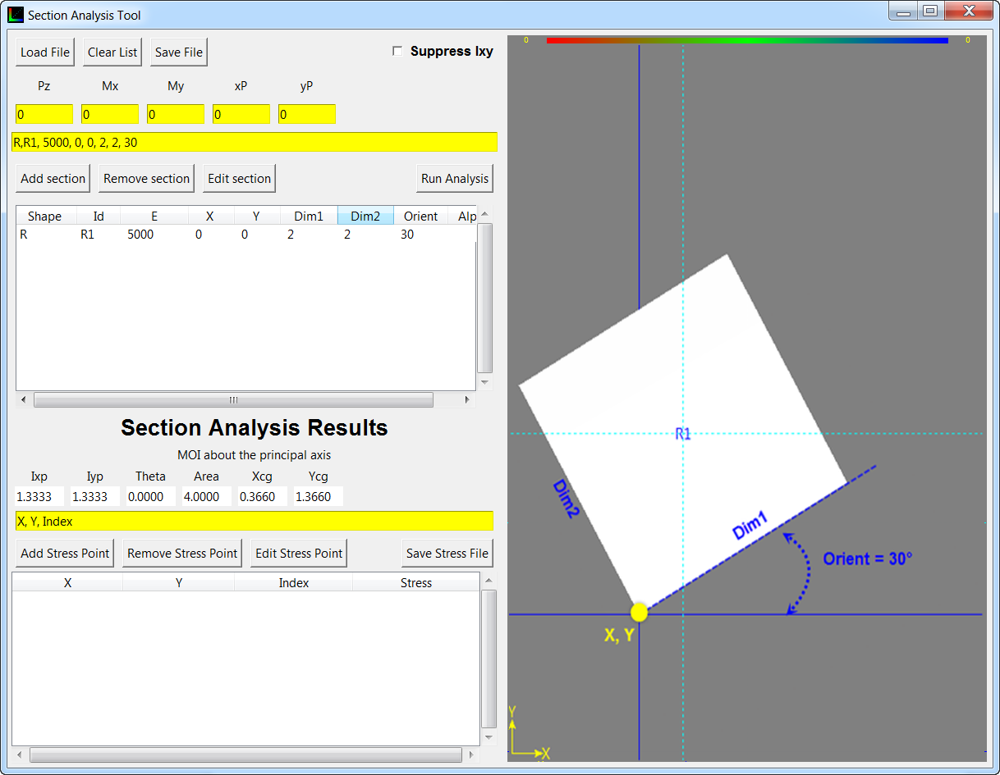 Section Analysis Tool
Load File Clear List Save File Suppress Ixy
Pz Mx My xP yP
0 0 0 0 0
R,R1, 5000, 0, 0, 2, 2, 30
Add section Remove section Edit section Run Analysis
Shape Id E X Y Dim1 Dim2 Orient Alp
R R1 5000 0 0 2 2 30
Section Analysis Results
MOI about the principal axis
Ixp Iyp Theta Area Xcg Ycg
1.3333 1.3333 0.0000 4.0000 0.3660 1.3660
X, Y, Index
Add Stress Point Remove Stress Point Edit Stress Point Save Stress File
X Y Index Stress
0 0
R1
Dim2
Dim1
Orient = 30°
X, Y
Y
X